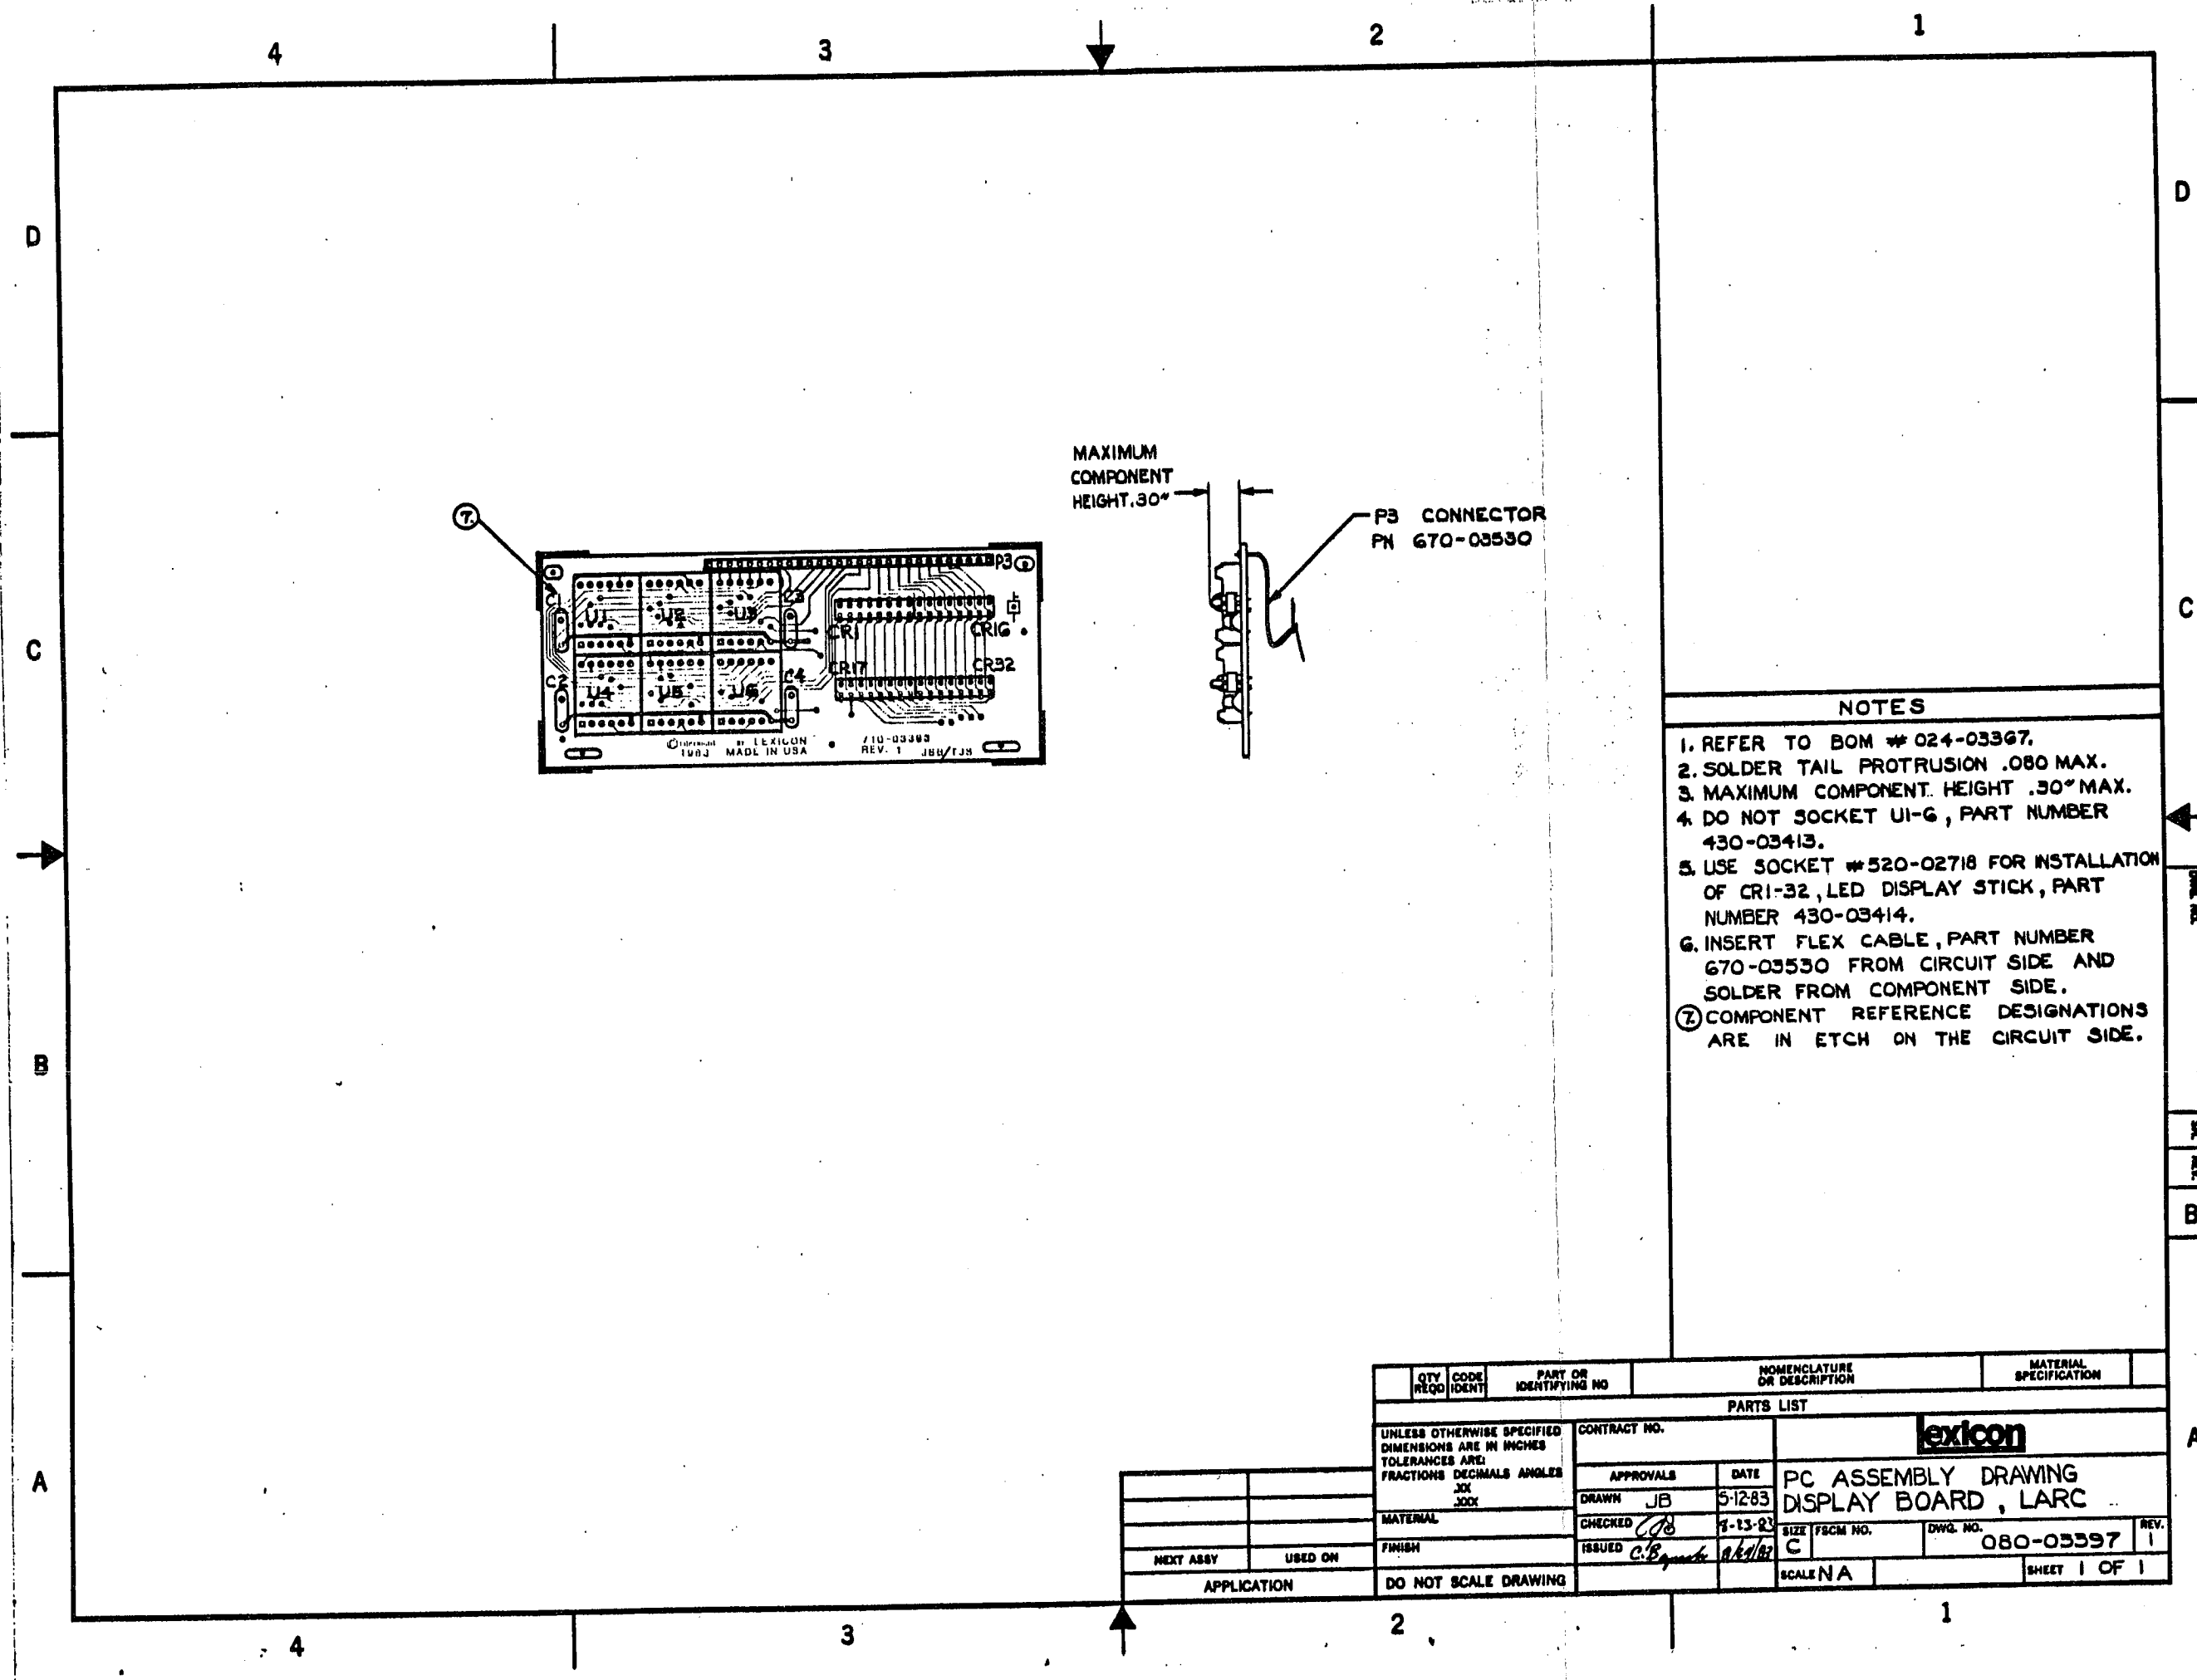 4
3
2
1
D
D
C
C
B
B
A
A
MAXIMUM
COMPONENT
HEIGHT .30"
P3 CONNECTOR
PN 670-03530
7.
P3
C1
U1
U2
U3
C3
CR1
CR16
C2
U4
U5
U6
C4
CR17
CR32
LEXICON
1983 MADE IN USA
710-03393
REV. 1 JBB/TJS
NOTES
1. REFER TO BOM # 024-03367.
2. SOLDER TAIL PROTRUSION .080 MAX.
3. MAXIMUM COMPONENT HEIGHT .30" MAX.
4. DO NOT SOCKET U1-6, PART NUMBER
430-03413.
5. USE SOCKET #520-02718 FOR INSTALLATION
OF CR1-32, LED DISPLAY STICK, PART
NUMBER 430-03414.
6. INSERT FLEX CABLE, PART NUMBER
670-03530 FROM CIRCUIT SIDE AND
SOLDER FROM COMPONENT SIDE.
7. COMPONENT REFERENCE DESIGNATIONS
ARE IN ETCH ON THE CIRCUIT SIDE.
QTY REQD
CODE IDENT
PART OR IDENTIFYING NO
NOMENCLATURE OR DESCRIPTION
MATERIAL SPECIFICATION
PARTS LIST
UNLESS OTHERWISE SPECIFIED
DIMENSIONS ARE IN INCHES
TOLERANCES ARE:
FRACTIONS DECIMALS ANGLES
.XX
.XXX
MATERIAL
FINISH
DO NOT SCALE DRAWING
CONTRACT NO.
APPROVALS DATE
DRAWN JB 5-12-83
CHECKED
ISSUED
lexicon
PC ASSEMBLY DRAWING
DISPLAY BOARD, LARC
SIZE C
FSCM NO.
DWG. NO. 080-03397
REV. 1
SCALE NA
SHEET 1 OF 1
NEXT ASSY USED ON
APPLICATION
4
3
2
1